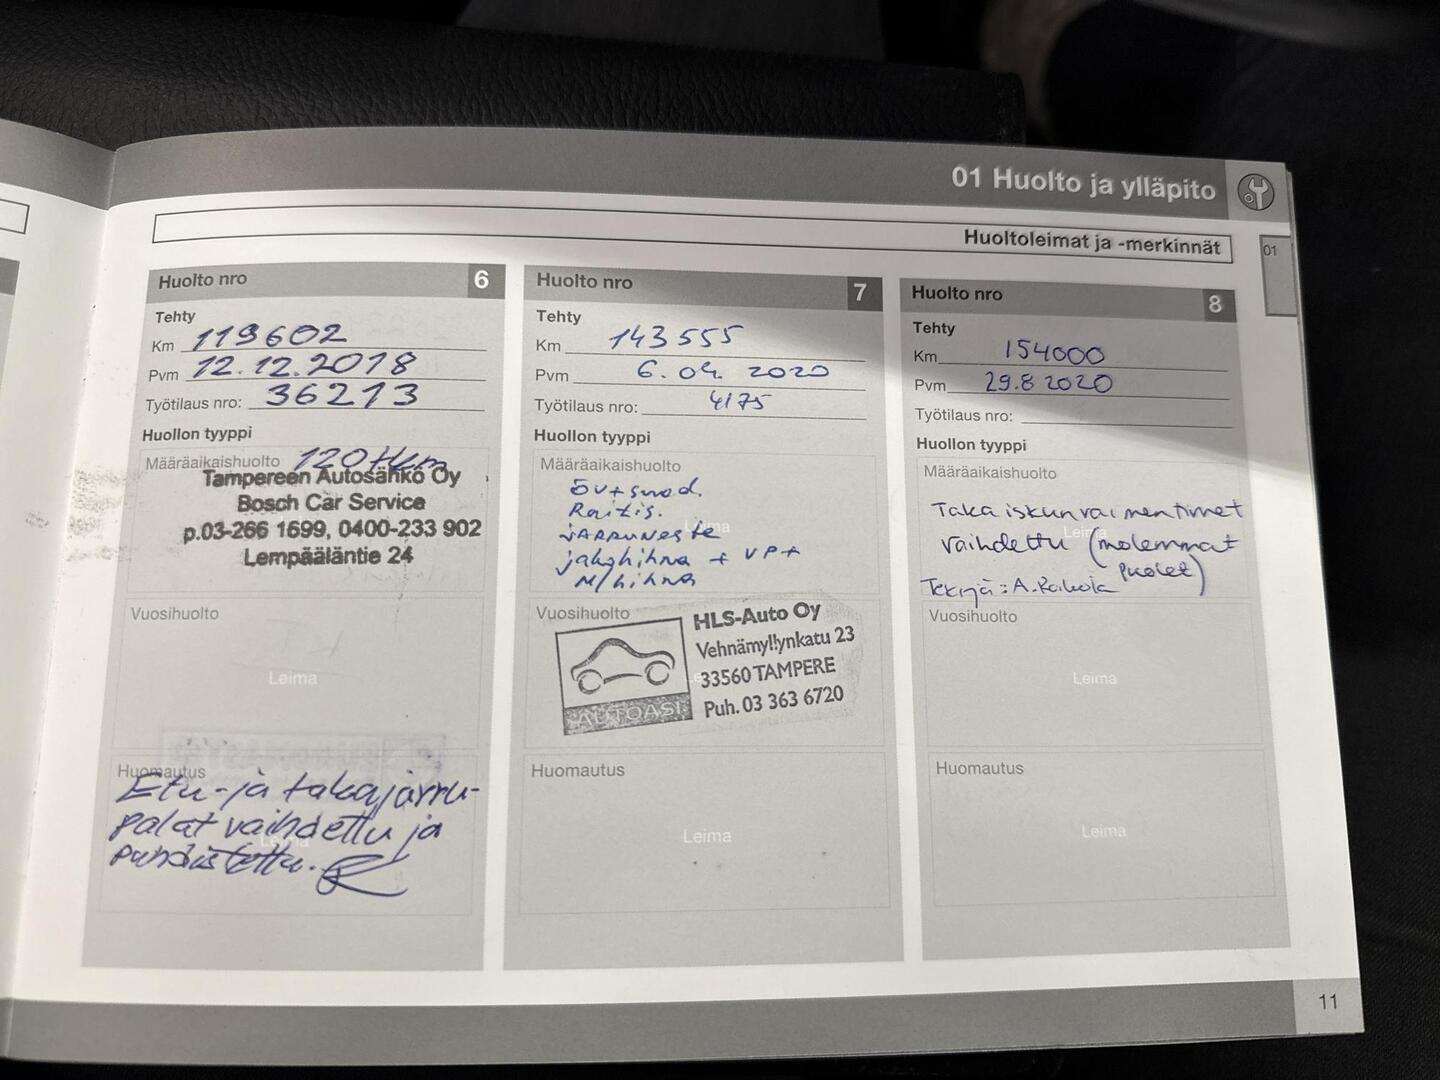 01 Huolto ja ylläpito
Huoltoleimat ja -merkinnät
01
Huolto nro 6
Tehty
Km 119602
Pvm 12.12.2018
Työtilaus nro: 36213
Huollon tyyppi
Määräaikaishuolto 120tkm
Tampereen Autosähkö Oy
Bosch Car Service
p.03-266 1699, 0400-233 902
Lempääläntie 24
Vuosihuolto
Leima
Huomautus
Etu- ja takajarru-
palat vaihdettu ja
puhdistettu.
Leima
Huolto nro 7
Tehty
Km 143555
Pvm 6.04. 2020
Työtilaus nro: 4175
Huollon tyyppi
Määräaikaishuolto
öv+suod.
Raitis.
Leima
jARRUNeste
jakohihna + VP+
M/hihna
Vuosihuolto
HLS-Auto Oy
Vehnämyllynkatu 23
33560 TAMPERE
Puh. 03 363 6720
AUTOASI
Huomautus
Leima
Huolto nro 8
Tehty
Km 154000
Pvm 29.8 2020
Työtilaus nro:
Huollon tyyppi
Määräaikaishuolto
Taka iskunvaimentimet
Leima
vaihdettu (molemmat
puolet)
Tekijä: A.
Vuosihuolto
Leima
Huomautus
Leima
11